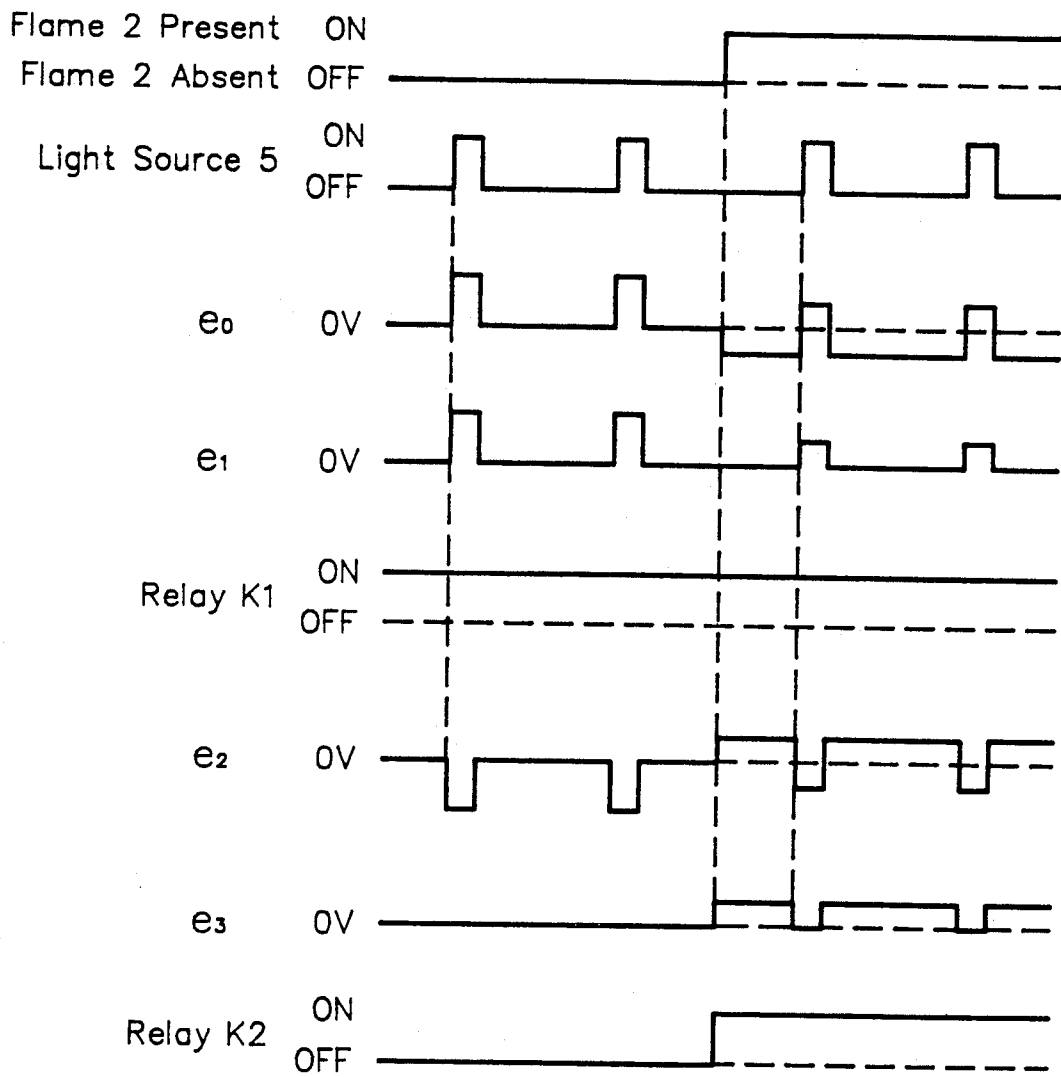 Flame 2 Present ON
Flame 2 Absent OFF
ON
Light Source 5
OFF
e0 0V
e1 0V
ON
Relay K1
OFF
e2 0V
e3 0V
ON
Relay K2
OFF